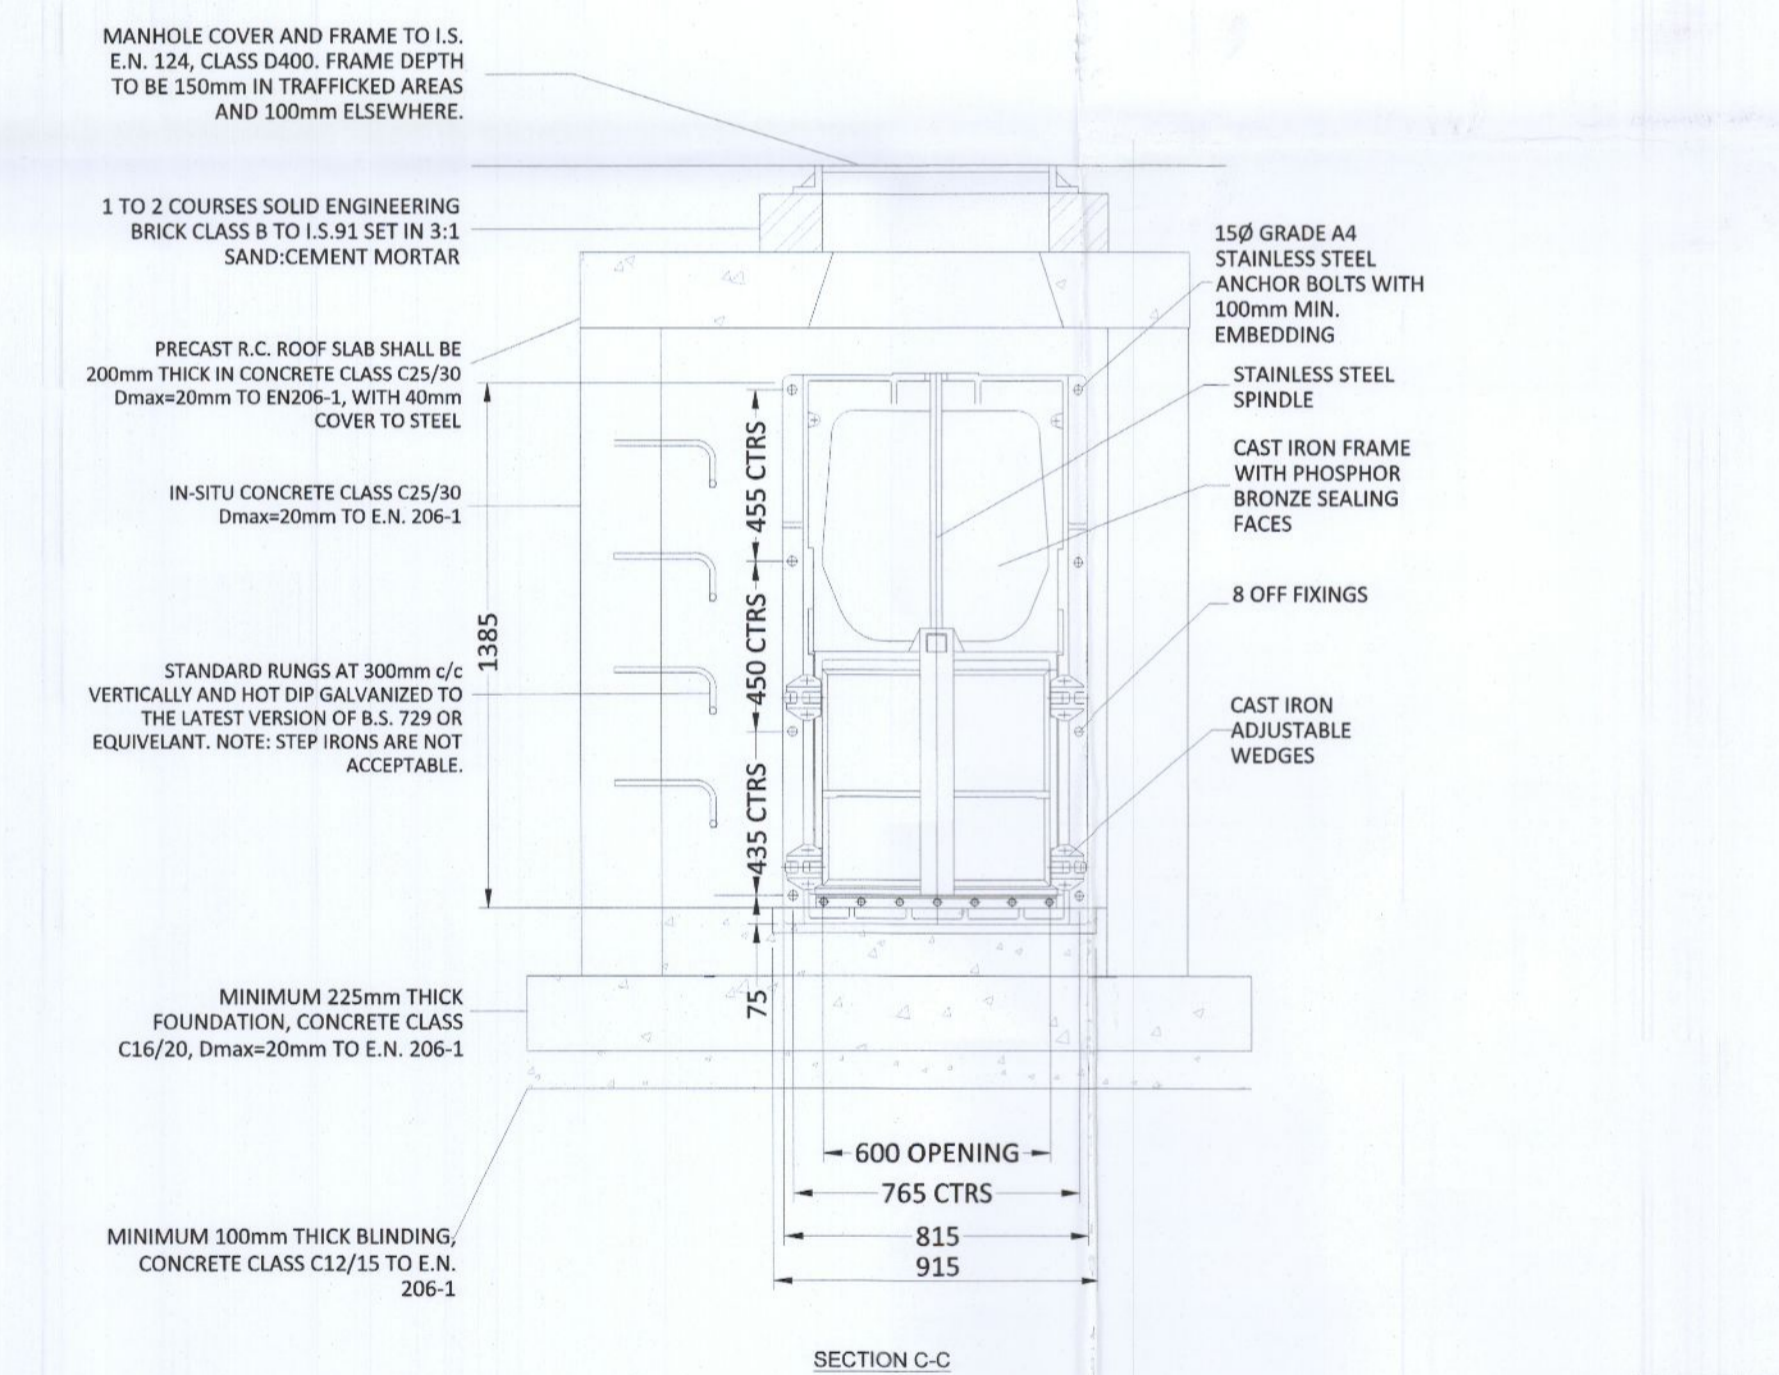 MANHOLE COVER AND FRAME TO I.S.
E.N. 124, CLASS D400. FRAME DEPTH
TO BE 150mm IN TRAFFICKED AREAS
AND 100mm ELSEWHERE.
1 TO 2 COURSES SOLID ENGINEERING
BRICK CLASS B TO I.S.91 SET IN 3:1
SAND:CEMENT MORTAR
PRECAST R.C. ROOF SLAB SHALL BE
200mm THICK IN CONCRETE CLASS C25/30
Dmax=20mm TO EN206-1, WITH 40mm
COVER TO STEEL
IN-SITU CONCRETE CLASS C25/30
Dmax=20mm TO E.N. 206-1
STANDARD RUNGS AT 300mm c/c
VERTICALLY AND HOT DIP GALVANIZED TO
THE LATEST VERSION OF B.S. 729 OR
EQUIVELANT. NOTE: STEP IRONS ARE NOT
ACCEPTABLE.
MINIMUM 225mm THICK
FOUNDATION, CONCRETE CLASS
C16/20, Dmax=20mm TO E.N. 206-1
MINIMUM 100mm THICK BLINDING,
CONCRETE CLASS C12/15 TO E.N.
206-1
1385
455 CTRS
450 CTRS
435 CTRS
75
15Ø GRADE A4
STAINLESS STEEL
ANCHOR BOLTS WITH
100mm MIN.
EMBEDDING
STAINLESS STEEL
SPINDLE
CAST IRON FRAME
WITH PHOSPHOR
BRONZE SEALING
FACES
8 OFF FIXINGS
CAST IRON
ADJUSTABLE
WEDGES
600 OPENING
765 CTRS
815
915
SECTION C-C